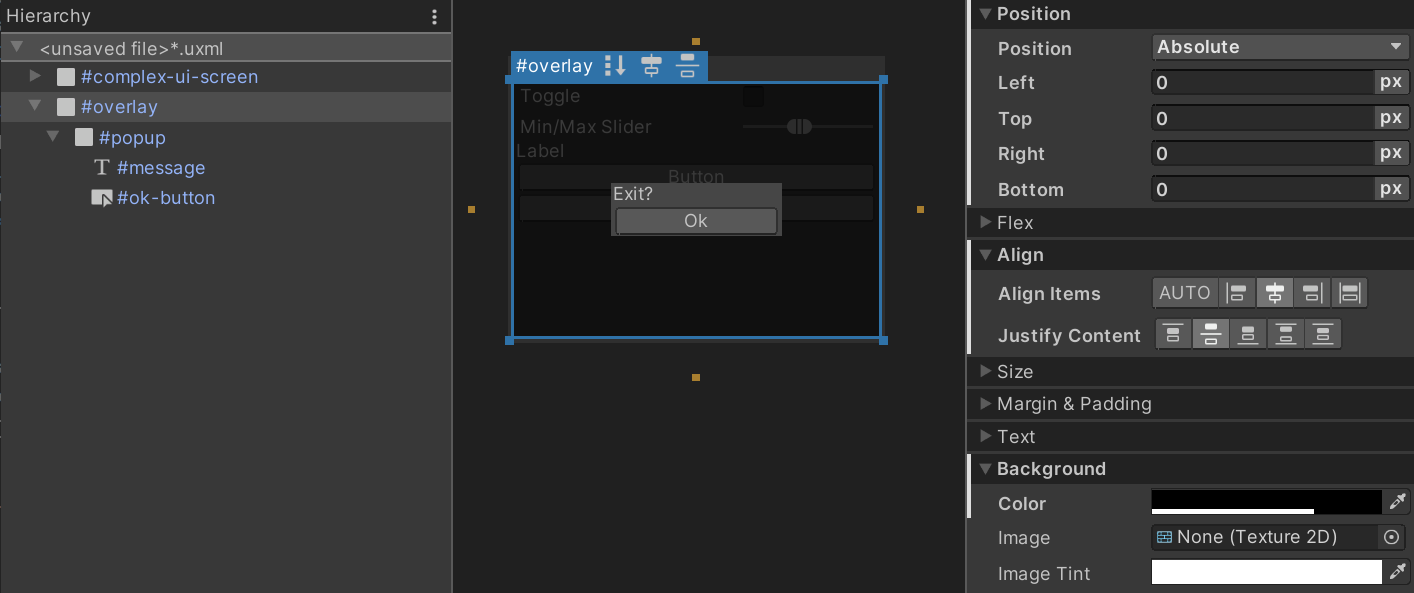 Hierarchy
<unsaved file>*.uxml
#complex-ui-screen
#overlay
#popup
#message
#ok-button
#overlay
Toggle
Min/Max Slider
Label
Button
Exit?
Ok
Position
Position Absolute
Left 0 px
Top 0 px
Right 0 px
Bottom 0 px
Flex
Align
Align Items AUTO
Justify Content
Size
Margin & Padding
Text
Background
Color
Image None (Texture 2D)
Image Tint